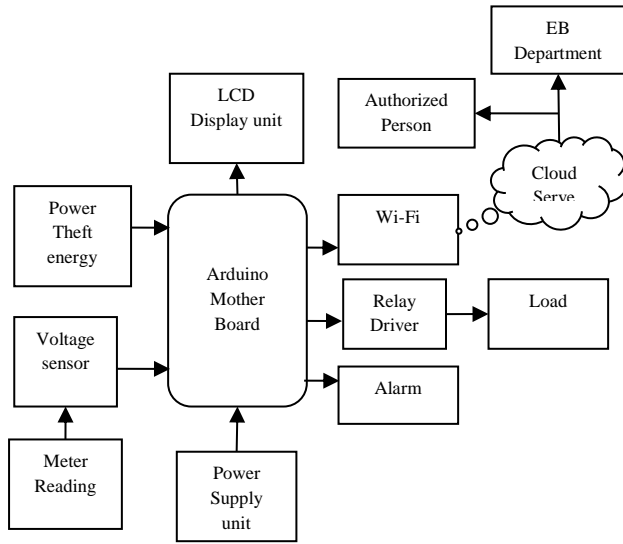 EB
Department
LCD
Display unit
Authorized
Person
Cloud
Serve
Power
Theft
energy
Wi-Fi
Arduino
Mother
Board
Relay
Driver
Load
Voltage
sensor
Alarm
Meter
Reading
Power
Supply
unit